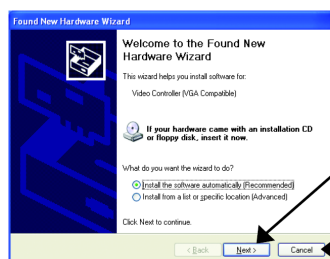 Found New Hardware Wizard
Welcome to the Found New
Hardware Wizard
This wizard helps you install software for:
Video Controller (VGA Compatible)
If your hardware came with an installation CD
or floppy disk, insert it now.
What do you want the wizard to do?
Install the software automatically (Recommended)
Install from a list or specific location (Advanced)
Click Next to continue.
< Back Next > Cancel